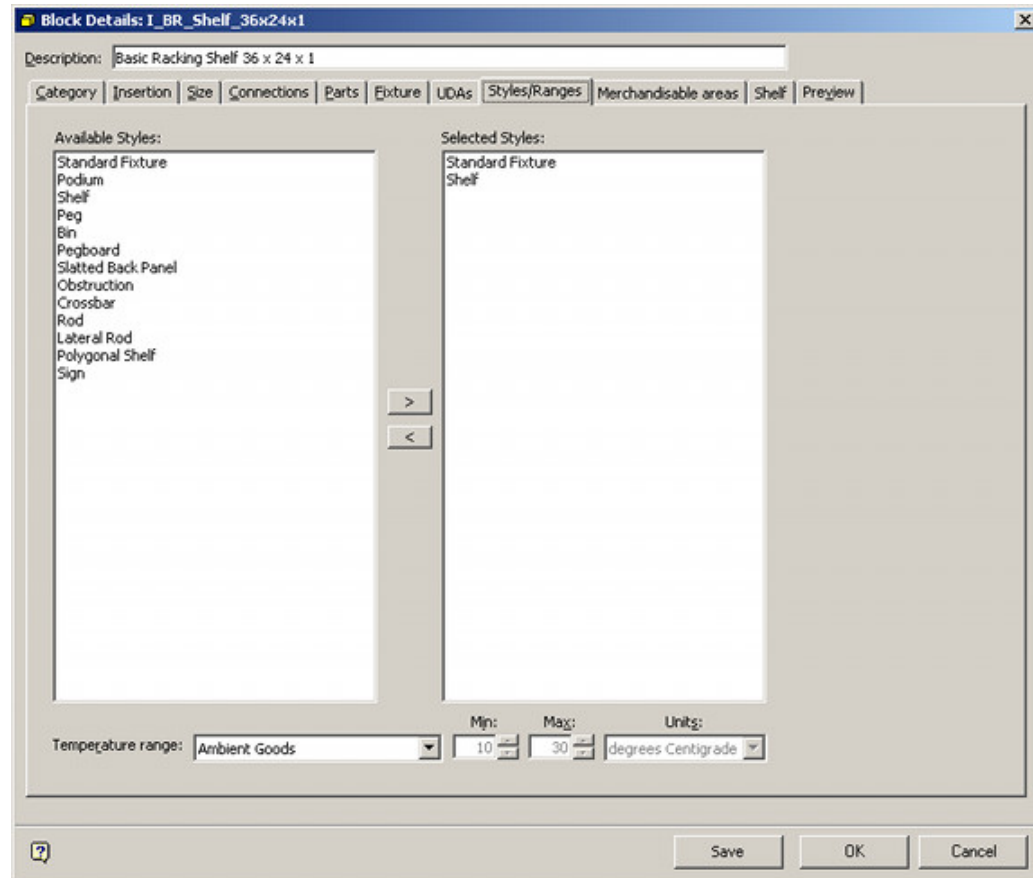 Block Details: I_BR_Shelf_36x24x1
Description: Basic Racking Shelf 36 x 24 x 1
Category Insertion Size Connections Parts Fixture UDAs Styles/Ranges Merchandisable areas Shelf Preview
Available Styles:
Standard Fixture
Podium
Shelf
Peg
Bin
Pegboard
Slatted Back Panel
Obstruction
Crossbar
Rod
Lateral Rod
Polygonal Shelf
Sign
>
<
Selected Styles:
Standard Fixture
Shelf
Min: Max: Units:
Temperature range: Ambient Goods 10 30 degrees Centigrade
? Save OK Cancel